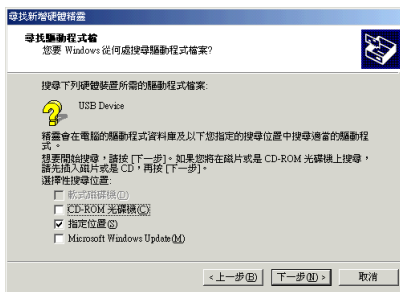 尋找新增硬體精靈
尋找驅動程式檔
您要 Windows 從何處搜尋驅動程式檔案?
搜尋下列硬體裝置所需的驅動程式檔案:
USB Device
精靈會在電腦的驅動程式資料庫及以下您指定的搜尋位置中搜尋適當的驅動程
式。
想要開始搜尋,請按 [下一步]。如果您將在磁片或是 CD-ROM 光碟機上搜尋,
請先插入磁片或是 CD,再按 [下一步]。
選擇性搜尋位置:
軟式磁碟機(D)
CD-ROM 光碟機(C)
指定位置(S)
Microsoft Windows Update(M)
< 上一步(B)
下一步(N) >
取消